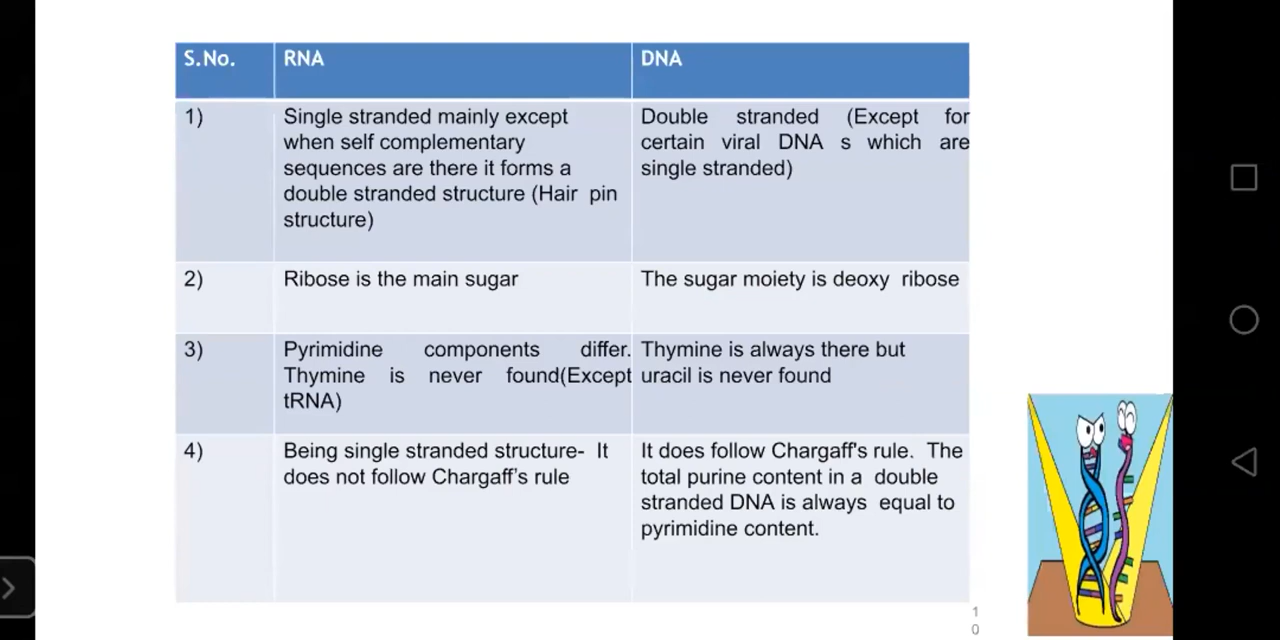 S.No. RNA DNA
1) Single stranded mainly except Double stranded (Except for
when self complementary certain viral DNA s which are
sequences are there it forms a single stranded)
double stranded structure (Hair pin
structure)
2) Ribose is the main sugar The sugar moiety is deoxy ribose
3) Pyrimidine components differ. Thymine is always there but
Thymine is never found(Except uracil is never found
tRNA)
4) Being single stranded structure- It It does follow Chargaff's rule. The
does not follow Chargaff’s rule total purine content in a double
stranded DNA is always equal to
pyrimidine content.
1
0